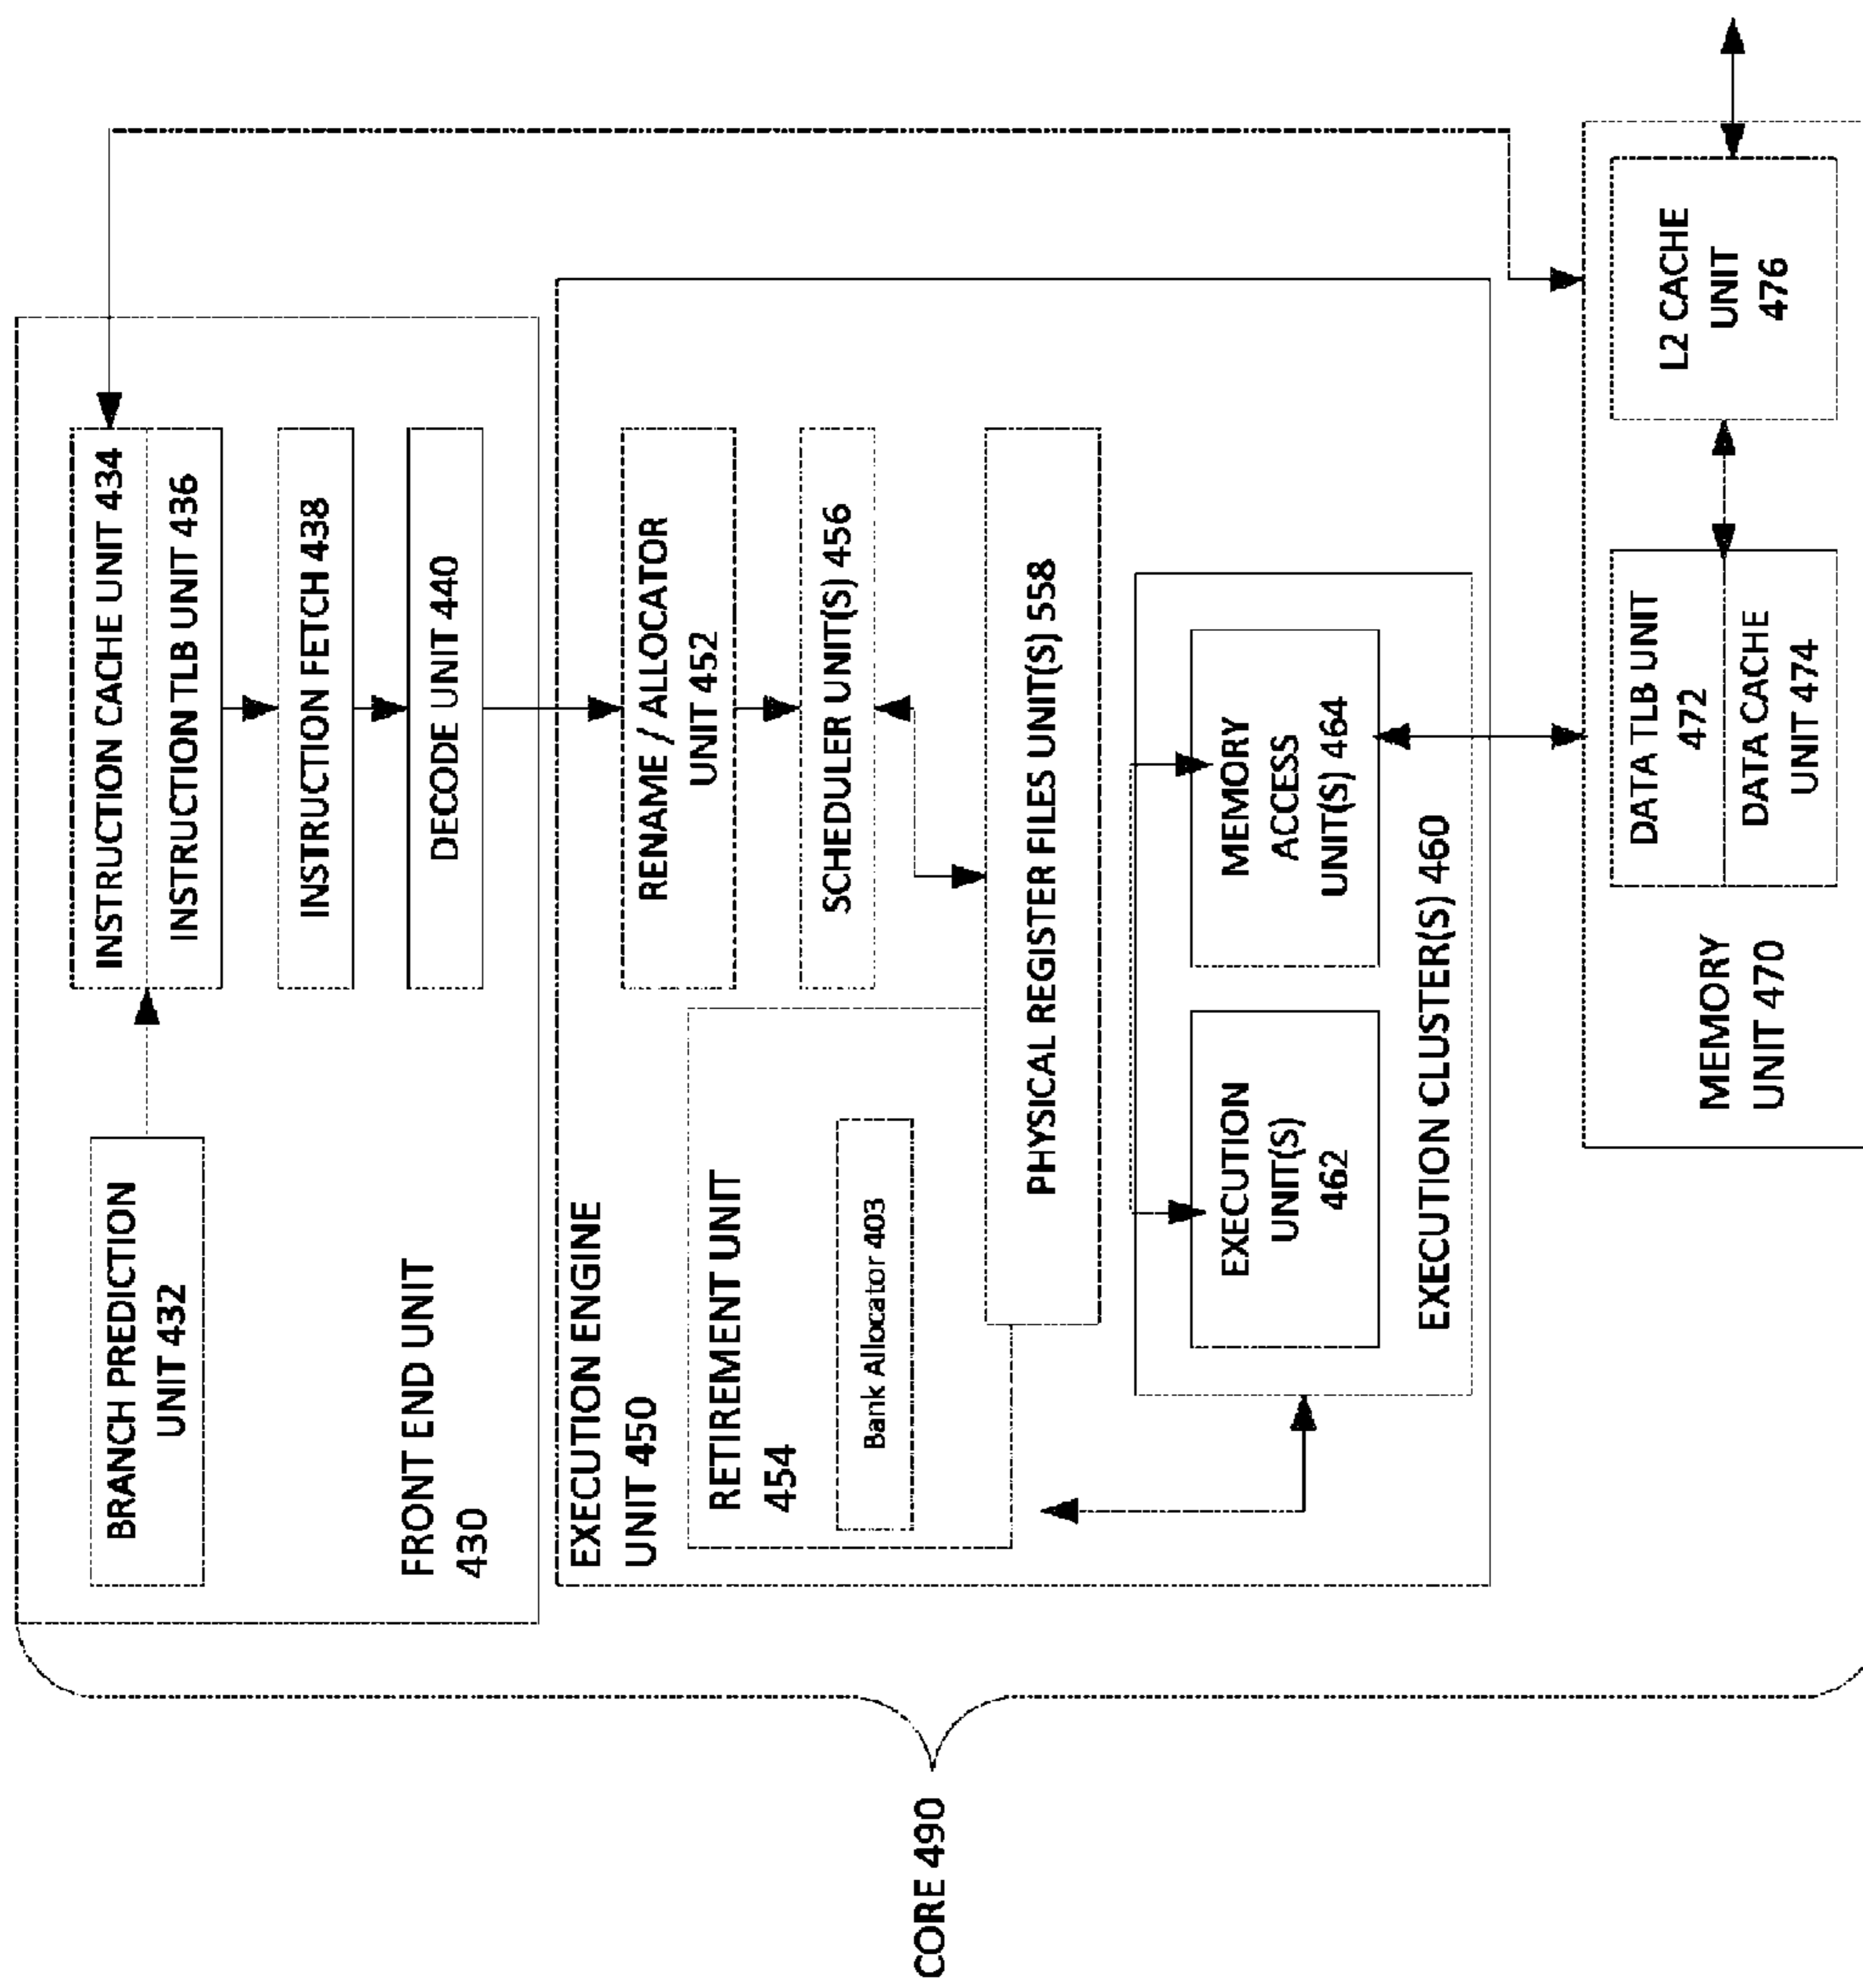 BRANCH PREDICTION
UNIT 432
INSTRUCTION CACHE UNIT 434
INSTRUCTION TLB UNIT 436
INSTRUCTION FETCH 438
DECODE UNIT 440
FRONT END UNIT
430
EXECUTION ENGINE
UNIT 450
RENAME / ALLOCATOR
UNIT 452
SCHEDULER UNIT(S) 456
RETIREMENT UNIT
454
Bank Allocator 403
PHYSICAL REGISTER FILES UNIT(S) 558
EXECUTION
UNIT(S)
462
MEMORY
ACCESS
UNIT(S) 464
EXECUTION CLUSTER(S) 460
CORE 490
MEMORY
UNIT 470
DATA TLB UNIT
472
DATA CACHE
UNIT 474
L2 CACHE
UNIT
476